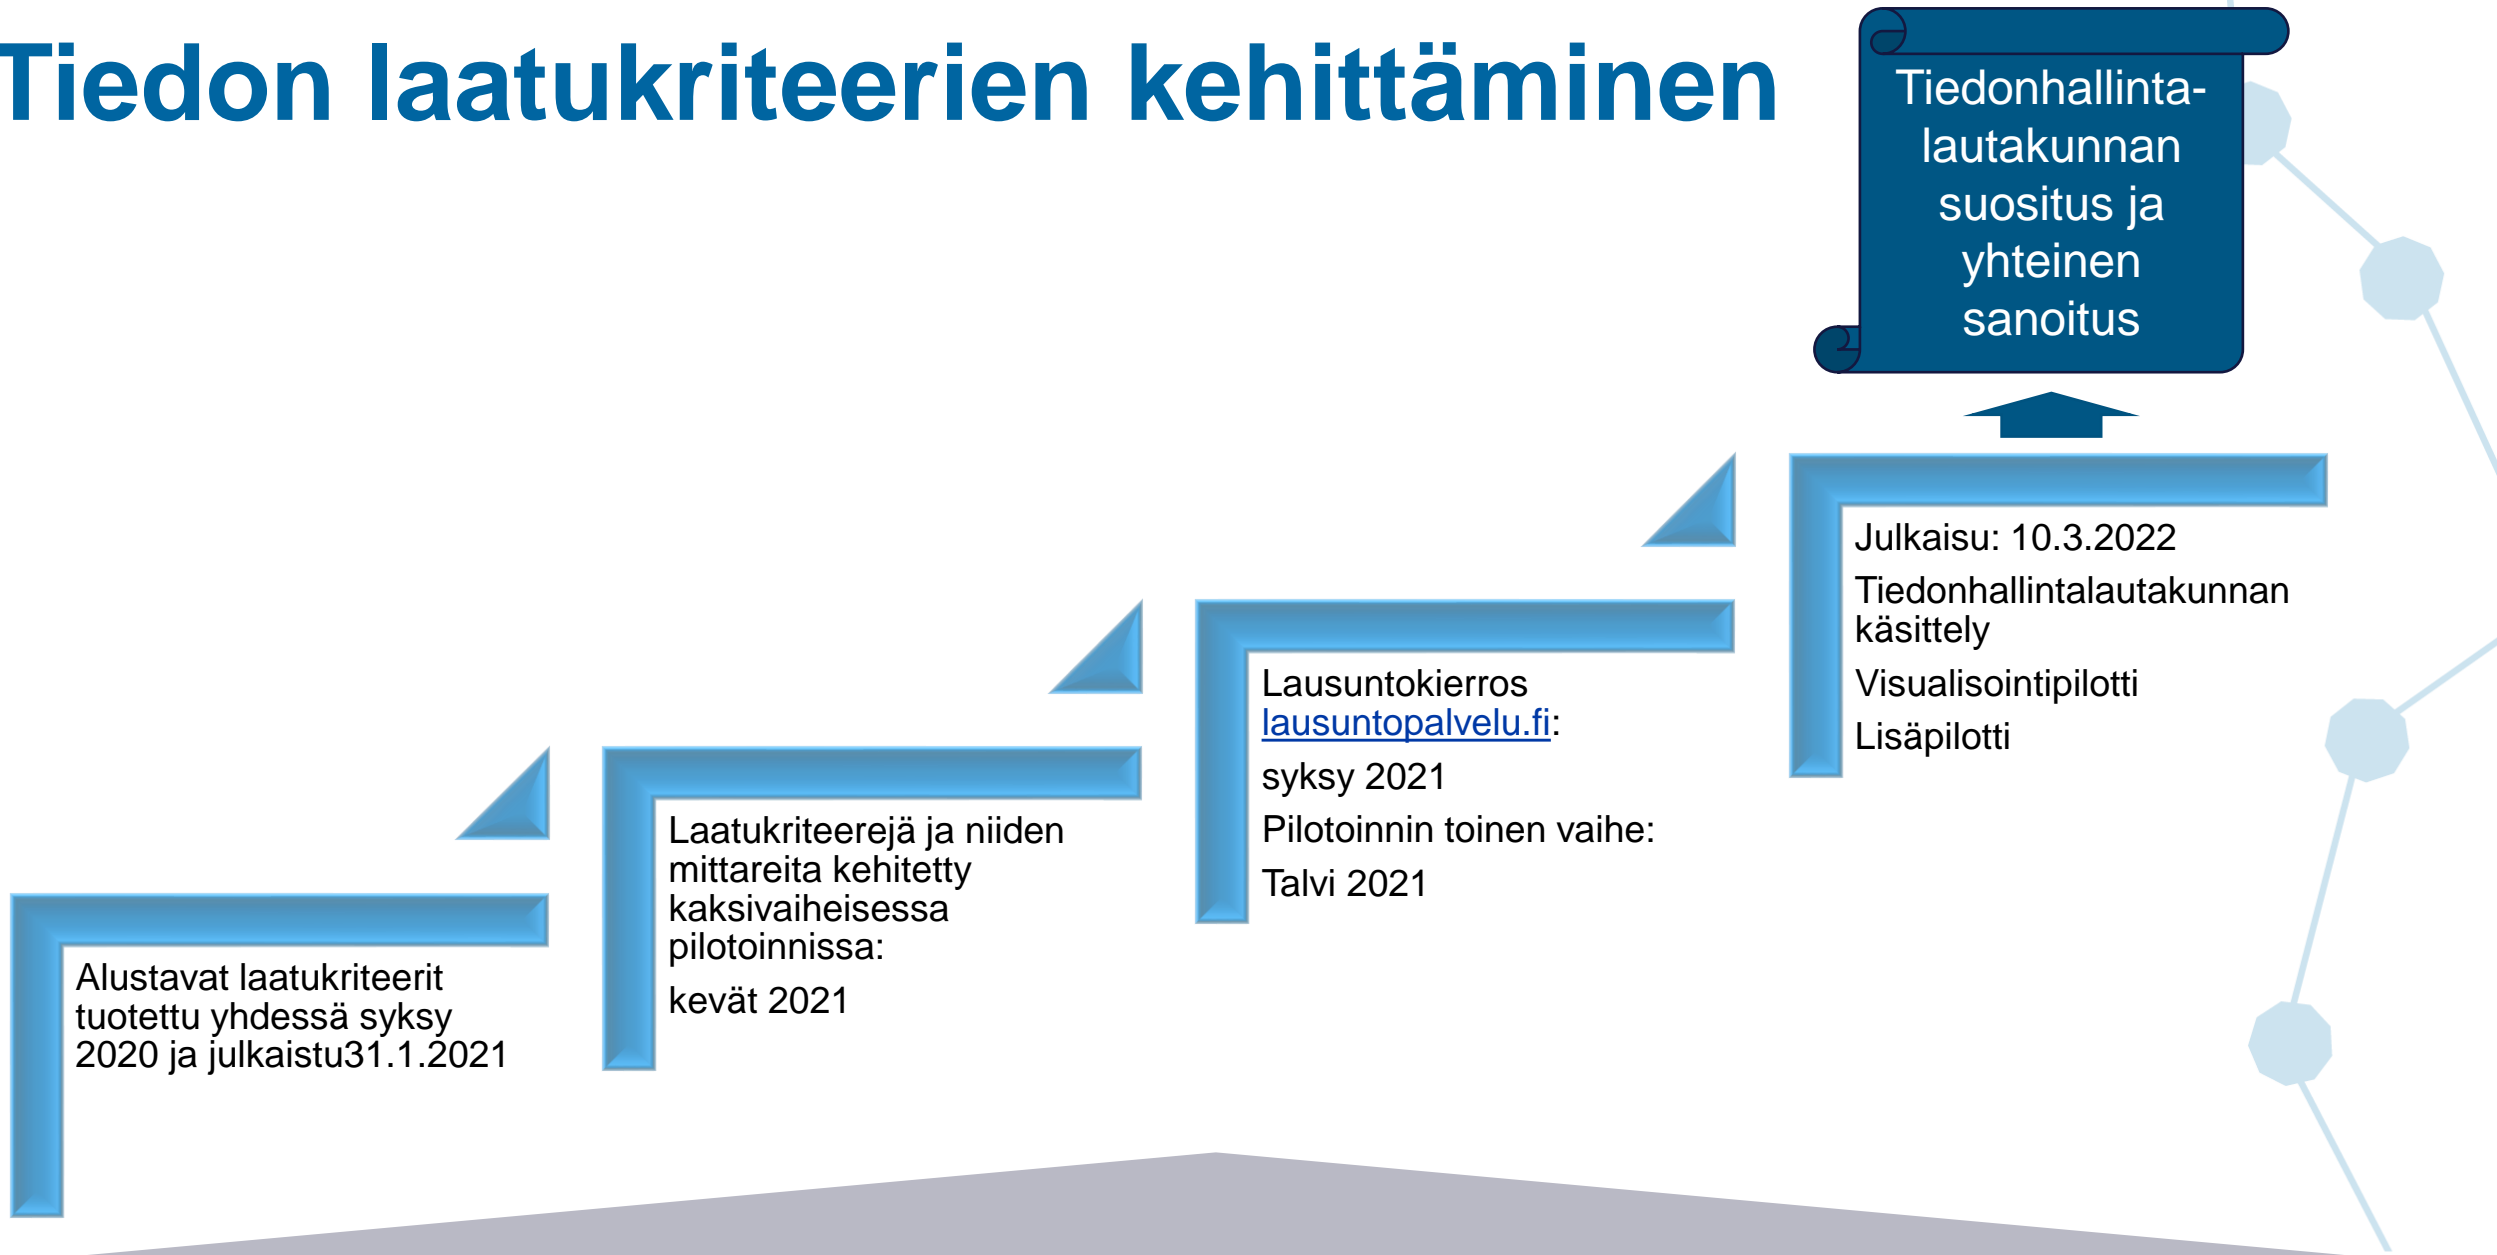 Tiedon laatukriteerien kehittäminen
Tiedonhallinta-
lautakunnan
suositus ja
yhteinen
sanoitus
Alustavat laatukriteerit
tuotettu yhdessä syksy
2020 ja julkaistu31.1.2021
Laatukriteerejä ja niiden
mittareita kehitetty
kaksivaiheisessa
pilotoinnissa:
kevät 2021
Lausuntokierros
lausuntopalvelu.fi:
syksy 2021
Pilotoinnin toinen vaihe:
Talvi 2021
Julkaisu: 10.3.2022
Tiedonhallintalautakunnan
käsittely
Visualisointipilotti
Lisäpilotti